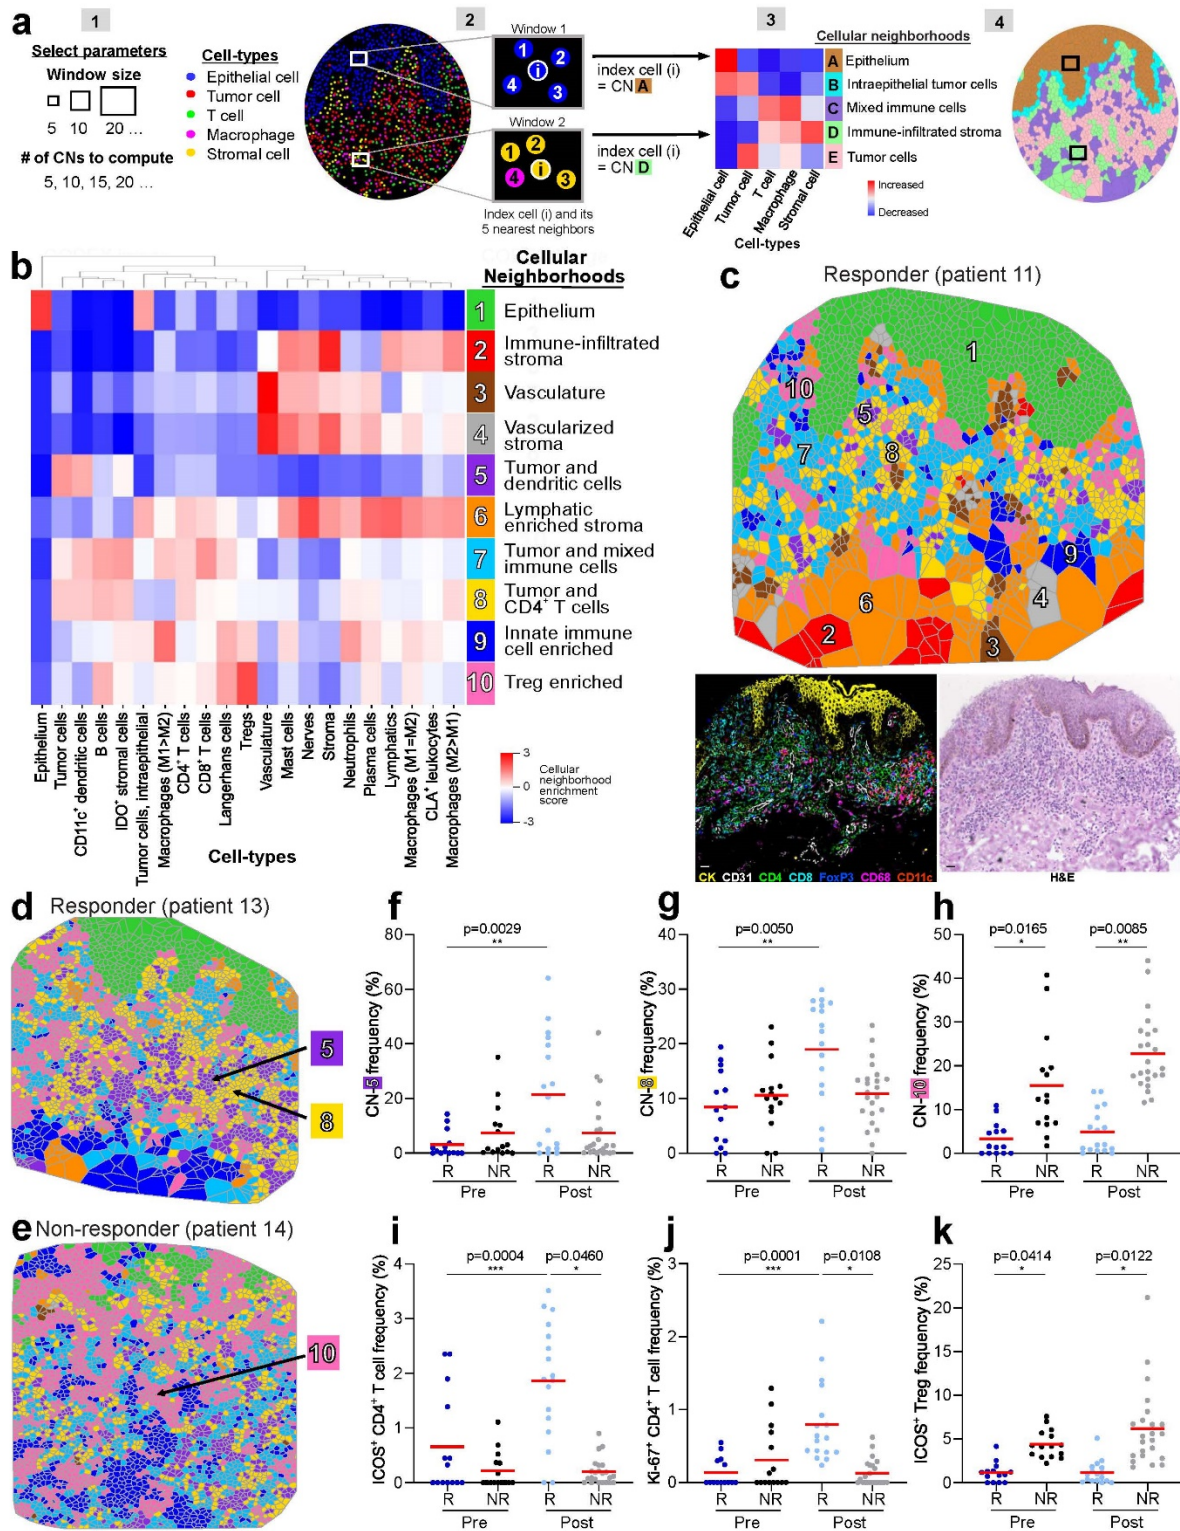 a
1
Select parameters
Window size
5 10 20 ...
# of CNs to compute
5, 10, 15, 20 ...
Cell-types
Epithelial cell
Tumor cell
T cell
Macrophage
Stromal cell
2
Window 1
1
2
i
4
3
Window 2
1
2
4
i
3
Index cell (i) and its
5 nearest neighbors
index cell (i)
= CN A
index cell (i)
= CN D
3
Cellular neighborhoods
A Epithelium
B Intraepithelial tumor cells
C Mixed immune cells
D Immune-infiltrated stroma
E Tumor cells
Epithelial cell
Tumor cell
T cell
Macrophage
Stromal cell
Cell-types
Increased
Decreased
4
b
Cellular
Neighborhoods
1 Epithelium
2 Immune-infiltrated
stroma
3 Vasculature
4 Vascularized
stroma
5 Tumor and
dendritic cells
6 Lymphatic
enriched stroma
7 Tumor and mixed
immune cells
8 Tumor and
CD4+ T cells
9 Innate immune
cell enriched
10 Treg enriched
Epithelium
Tumor cells
CD11c+ dendritic cells
B cells
IDO+ stromal cells
Tumor cells, intraepithelial
Macrophages (M1>M2)
CD4+ T cells
CD8+ T cells
Langerhans cells
Tregs
Vasculature
Mast cells
Nerves
Stroma
Neutrophils
Plasma cells
Lymphatics
Macrophages (M1=M2)
CLA+ leukocytes
Macrophages (M2>M1)
Cell-types
3
0
-3
Cellular
neighborhood
enrichment
score
c
Responder (patient 11)
1
10
5
7
8
9
6
4
2
3
CK CD31 CD4 CD8 FoxP3 CD68 CD11c
H&E
d
Responder (patient 13)
5
8
e
Non-responder (patient 14)
10
f
p=0.0029
**
CN-5 frequency (%)
80
60
40
20
0
R NR R NR
Pre Post
g
p=0.0050
**
CN-8 frequency (%)
40
30
20
10
0
R NR R NR
Pre Post
h
p=0.0165 p=0.0085
* **
CN-10 frequency (%)
50
40
30
20
10
0
R NR R NR
Pre Post
i
p=0.0004 p=0.0460
*** *
ICOS+ CD4+ T cell frequency (%)
4
3
2
1
0
R NR R NR
Pre Post
j
p=0.0001 p=0.0108
*** *
Ki-67+ CD4+ T cell frequency (%)
3
2
1
0
R NR R NR
Pre Post
k
p=0.0414 p=0.0122
* *
ICOS+ Treg frequency (%)
25
20
15
10
5
0
R NR R NR
Pre Post